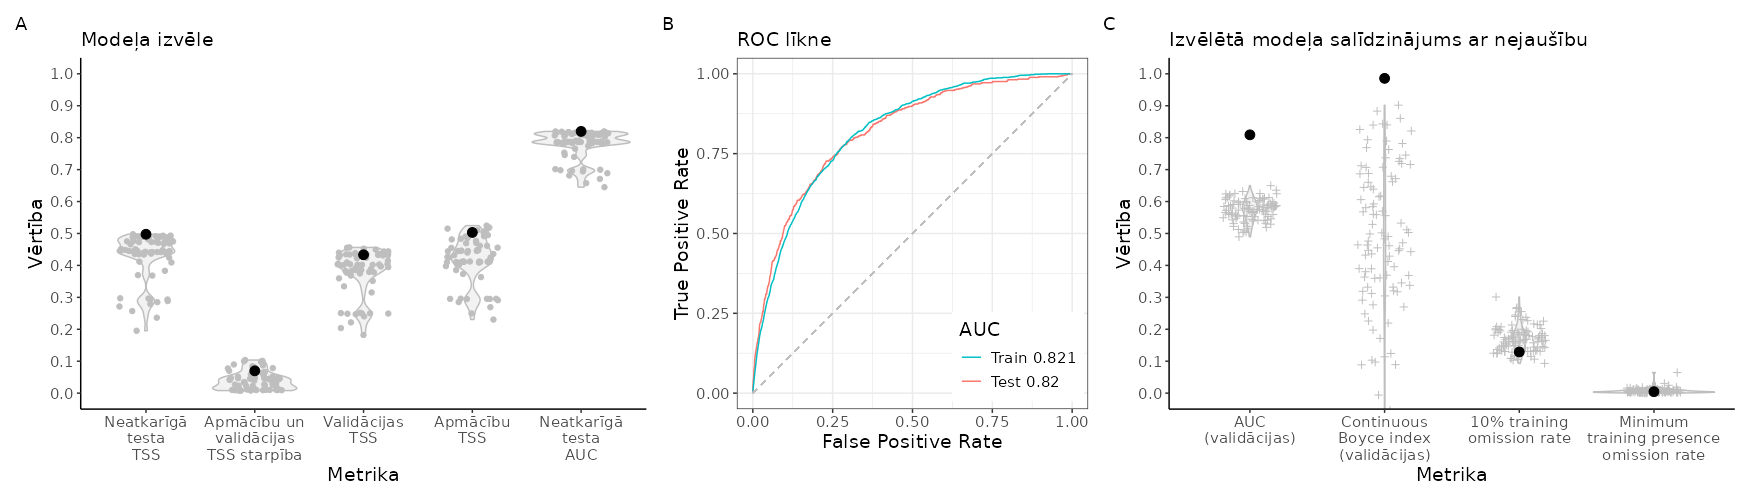 A
Modeļa izvēle
Vērtība
1.0
0.9
0.8
0.7
0.6
0.5
0.4
0.3
0.2
0.1
0.0
Neatkarīgā
testa
TSS
Apmācību un
validācijas
TSS starpība
Validācijas
TSS
Apmācību
TSS
Neatkarīgā
testa
AUC
Metrika
B
ROC līkne
True Positive Rate
1.00
0.75
0.50
0.25
0.00
AUC
Train 0.821
Test 0.82
0.00
0.25
0.50
0.75
1.00
False Positive Rate
C
Izvēlētā modeļa salīdzinājums ar nejaušību
Vērtība
1.0
0.9
0.8
0.7
0.6
0.5
0.4
0.3
0.2
0.1
0.0
AUC
(validācijas)
Continuous
Boyce index
(validācijas)
10% training
omission rate
Minimum
training presence
omission rate
Metrika